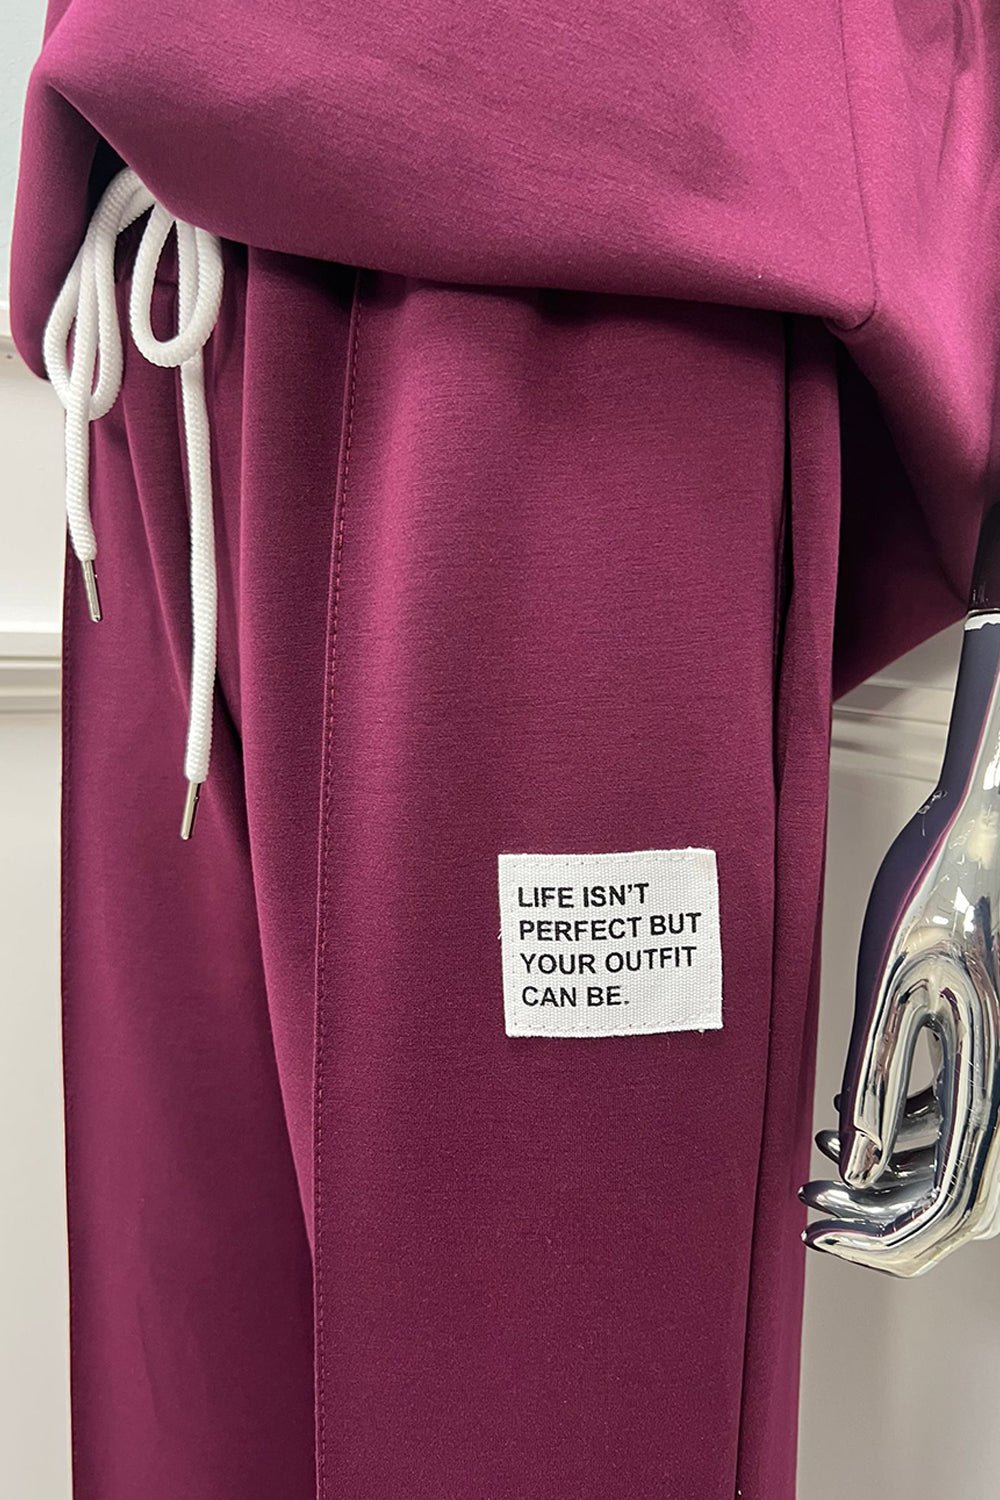 LIFE ISN'T
PERFECT BUT
YOUR OUTFIT
CAN BE.